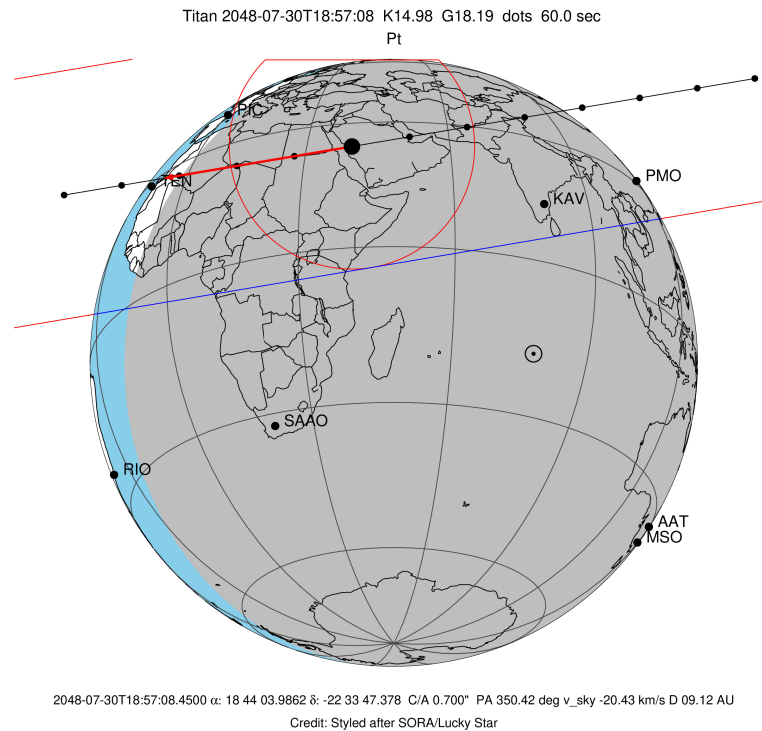 Titan 2048-07-30T18:57:08 K14.98 G18.19 dots 60.0 sec
Pt
PIC
TEN
PMO
KAV
SAAO
RIO
AAT
MSO
2048-07-30T18:57:08.4500 α: 18 44 03.9862 δ: -22 33 47.378 C/A 0.700" PA 350.42 deg v_sky -20.43 km/s D 09.12 AU
Credit: Styled after SORA/Lucky Star